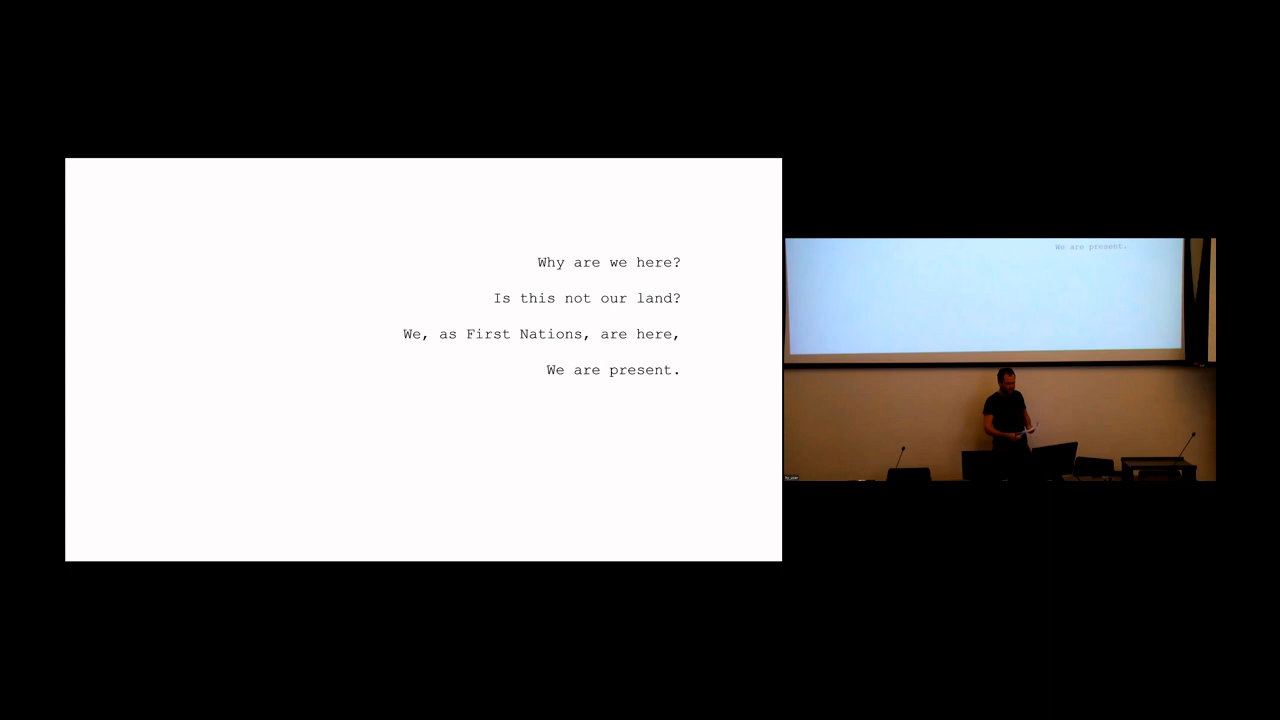 Why are we here?
Is this not our land?
We, as First Nations, are here,
We are present.
We are present.